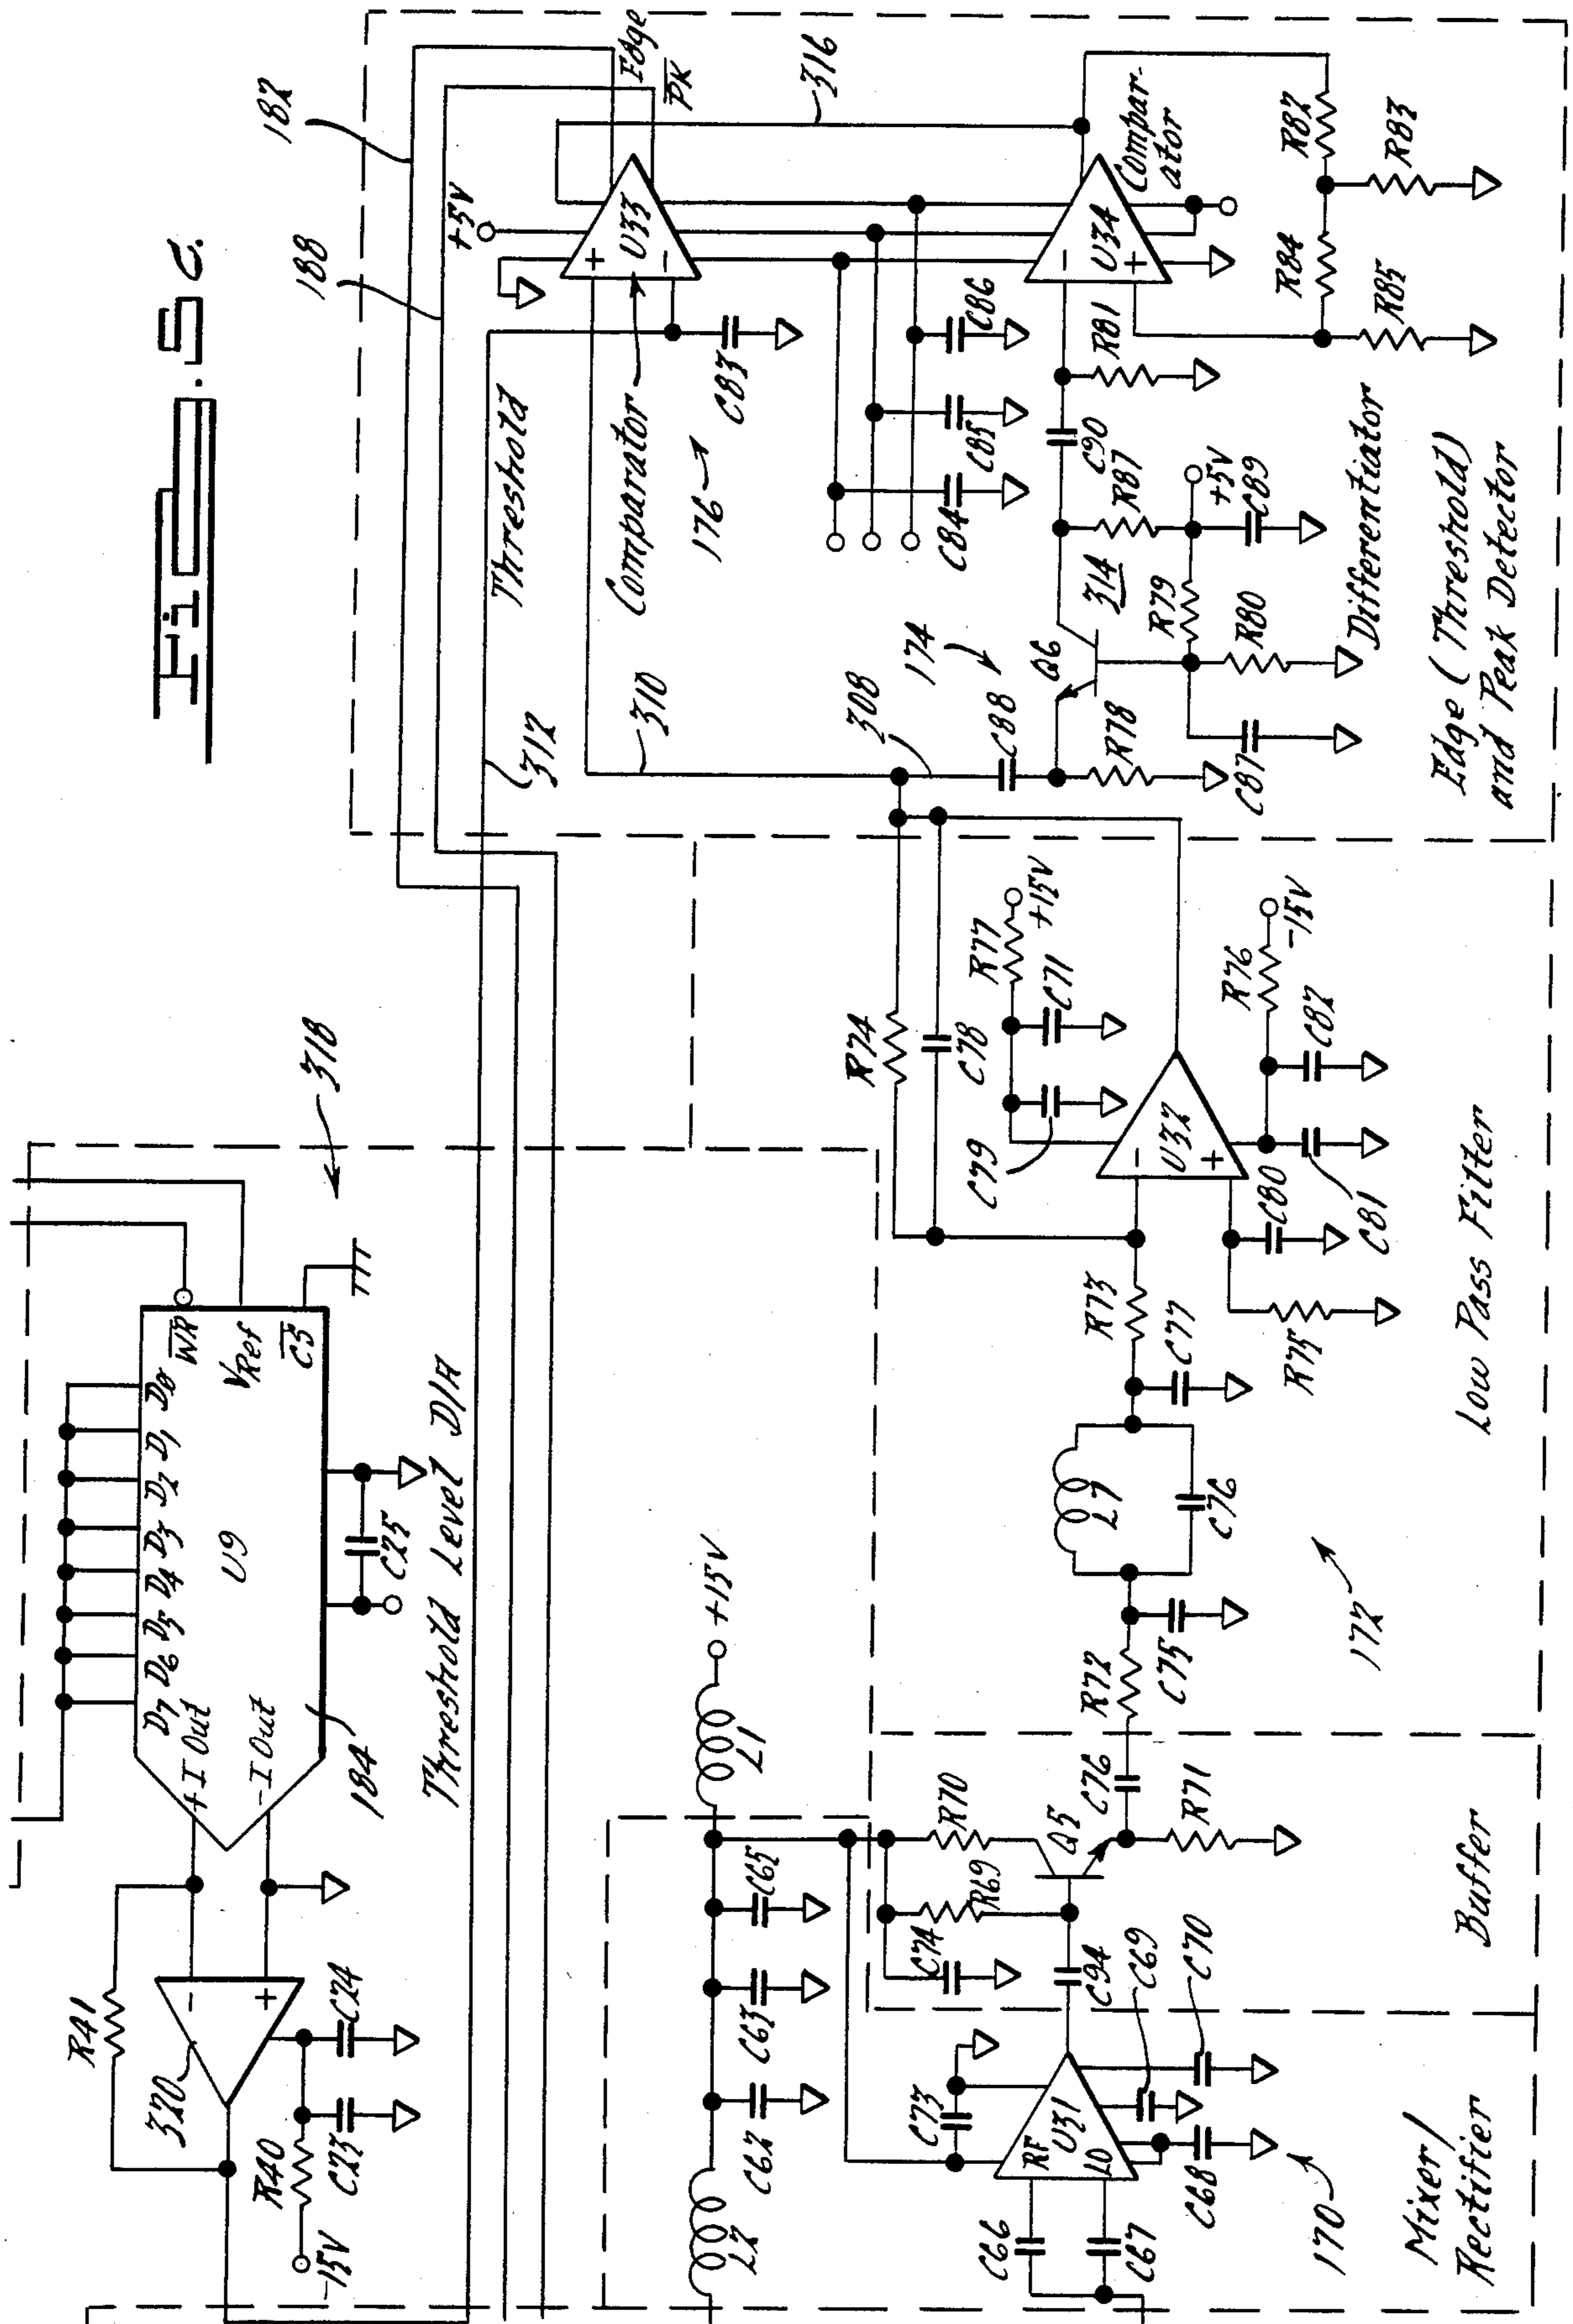 Fig. 5C.
182
188
+5V
Edge
PK
316
U33
+
-
Threshold
Comparator
C83
176
312
310
C84
C85
C86
U34
-
+
Compar-
ator
R82
R83
R84
R85
R81
C90
R87
+5V
C89
314
R79
R80
Q6
174
308
C88
R78
C87
Differentiator
Edge (Threshold)
and Peak Detector
318
WR
VRef
CS
D0
D1
D2
D3
D4
D5
D6
D7
U9
+I Out
-I Out
184
C25
Threshold Level D/A
R41
320
-
+
C24
C23
R40
-15V
R74
C78
R77
+15V
C71
C79
U32
-
+
R76
-15V
C82
C81
C80
R75
R73
C77
L7
C76
C75
R72
172
Low Pass Filter
+15V
L1
L2
C65
C63
C62
R70
R69
Q5
C76
R71
C74
C94
Buffer
C73
RF
U31
LO
C69
C70
C68
C66
C67
170
Mixer/
Rectifier